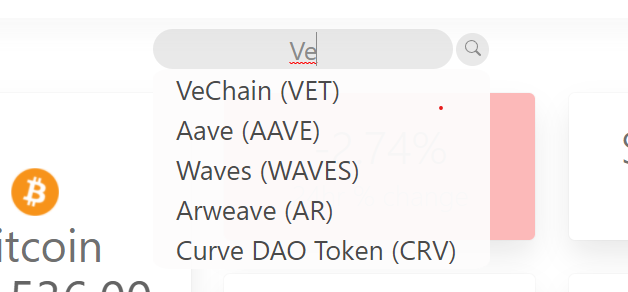 Ve
VeChain (VET)
Aave (AAVE)
-2.74%
Waves (WAVES)
Arweave (AR)
itcoin
Curve DAO Token (CRV)